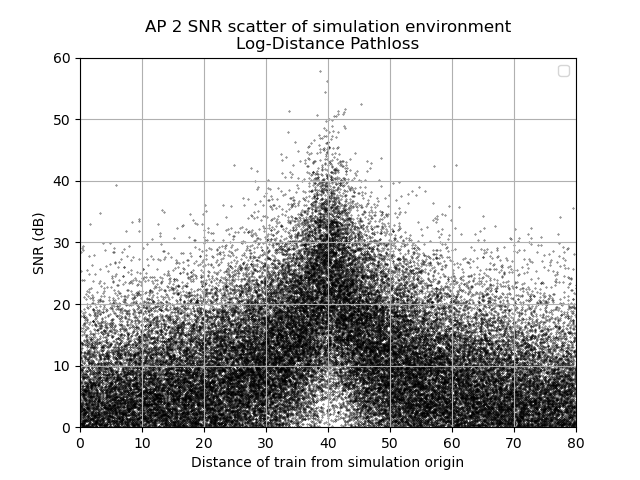 AP 2 SNR scatter of simulation environment
Log-Distance Pathloss
60
50
40
30
20
10
0
SNR (dB)
0 10 20 30 40 50 60 70 80
Distance of train from simulation origin